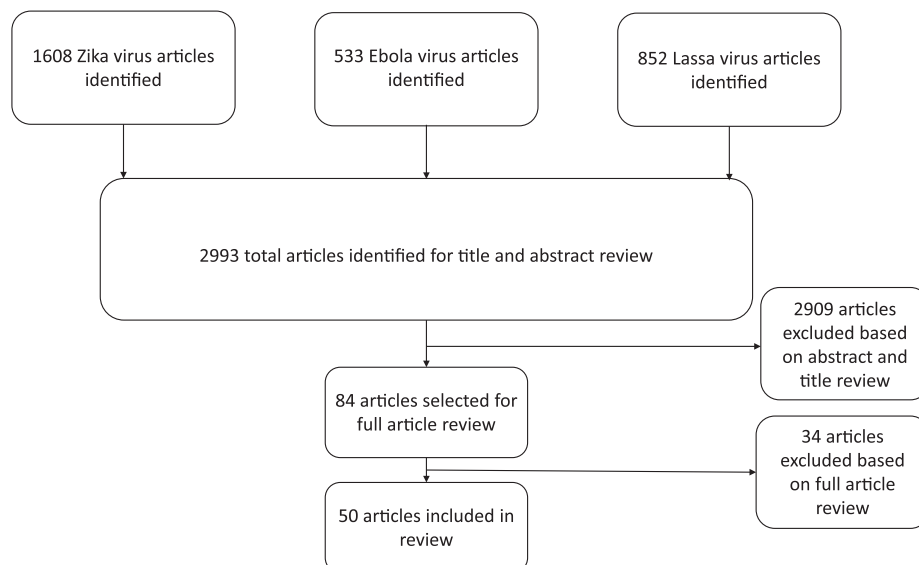 1608 Zika virus articles
identified
533 Ebola virus articles
identified
852 Lassa virus articles
identified
2993 total articles identified for title and abstract review
2909 articles
excluded based
on abstract and
title review
84 articles selected for
full article review
34 articles
excluded based
on full article
review
50 articles included in
review